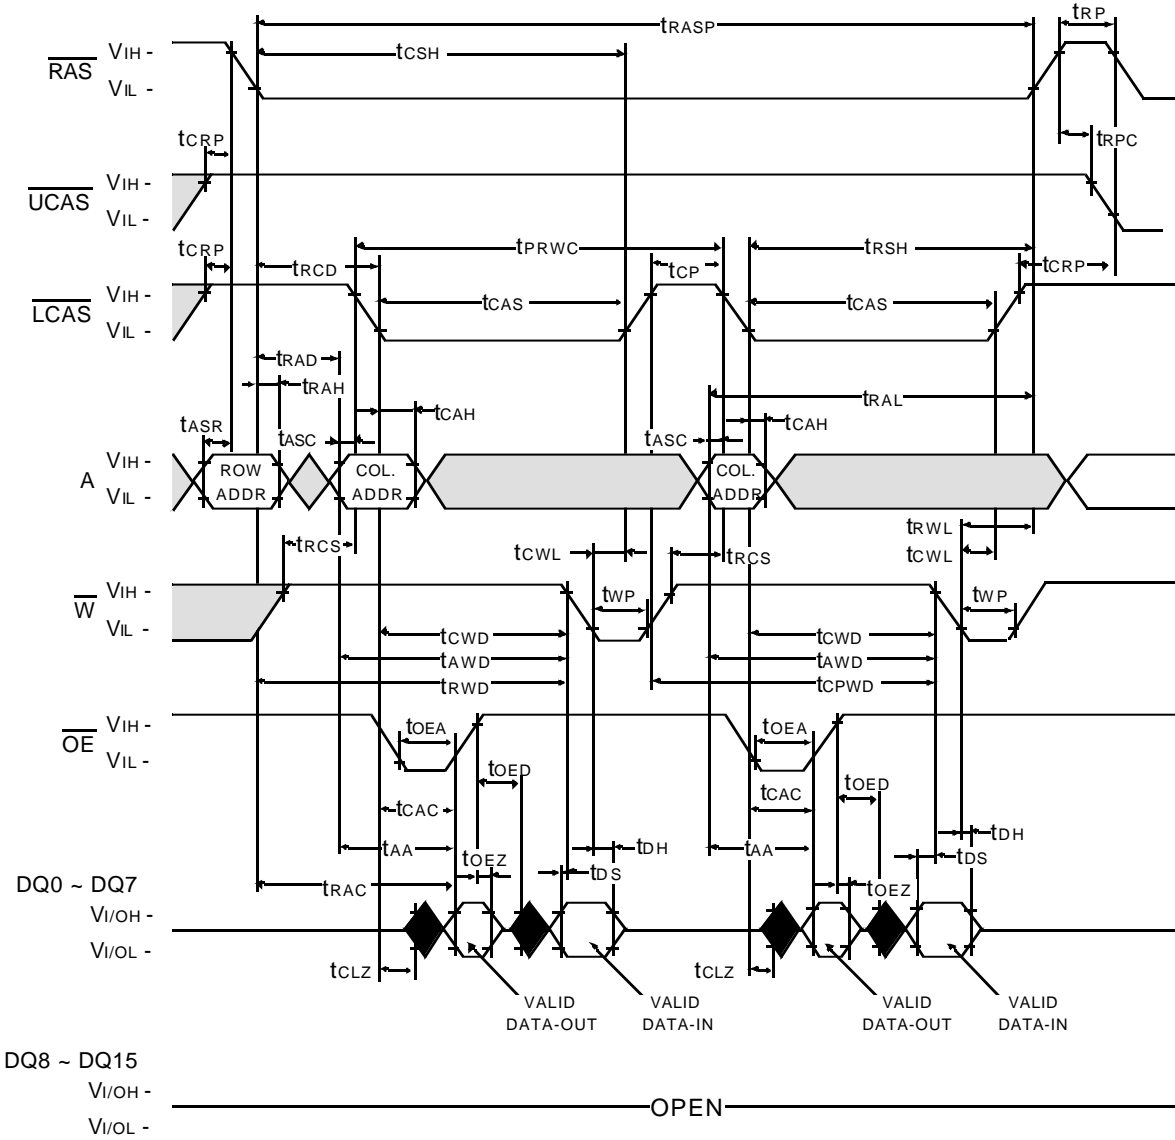 tRASP
tRP
tCSH
RAS
VIH -
VIL -
tCRP
tRPC
UCAS
VIH -
VIL -
tCRP
tRCD
tPRWC
tCP
tRSH
tCRP
LCAS
VIH -
VIL -
tCAS
tCAS
tRAD
tRAH
tCAH
tRAL
tCAH
tASR
tASC
tASC
A
VIH -
VIL -
ROW
ADDR
COL.
ADDR
COL.
ADDR
tRCS
tCWL
tRCS
tRWL
tCWL
W
VIH -
VIL -
tWP
tWP
tCWD
tCWD
tAWD
tAWD
tRWD
tCPWD
OE
VIH -
VIL -
tOEA
tOEA
tOED
tOED
tCAC
tCAC
tAA
tDH
tAA
tDH
tOEZ
tDS
tDS
tRAC
tOEZ
DQ0 ~ DQ7
VI/OH -
VI/OL -
tCLZ
tCLZ
VALID
DATA-OUT
VALID
DATA-IN
VALID
DATA-OUT
VALID
DATA-IN
DQ8 ~ DQ15
VI/OH -
VI/OL -
OPEN